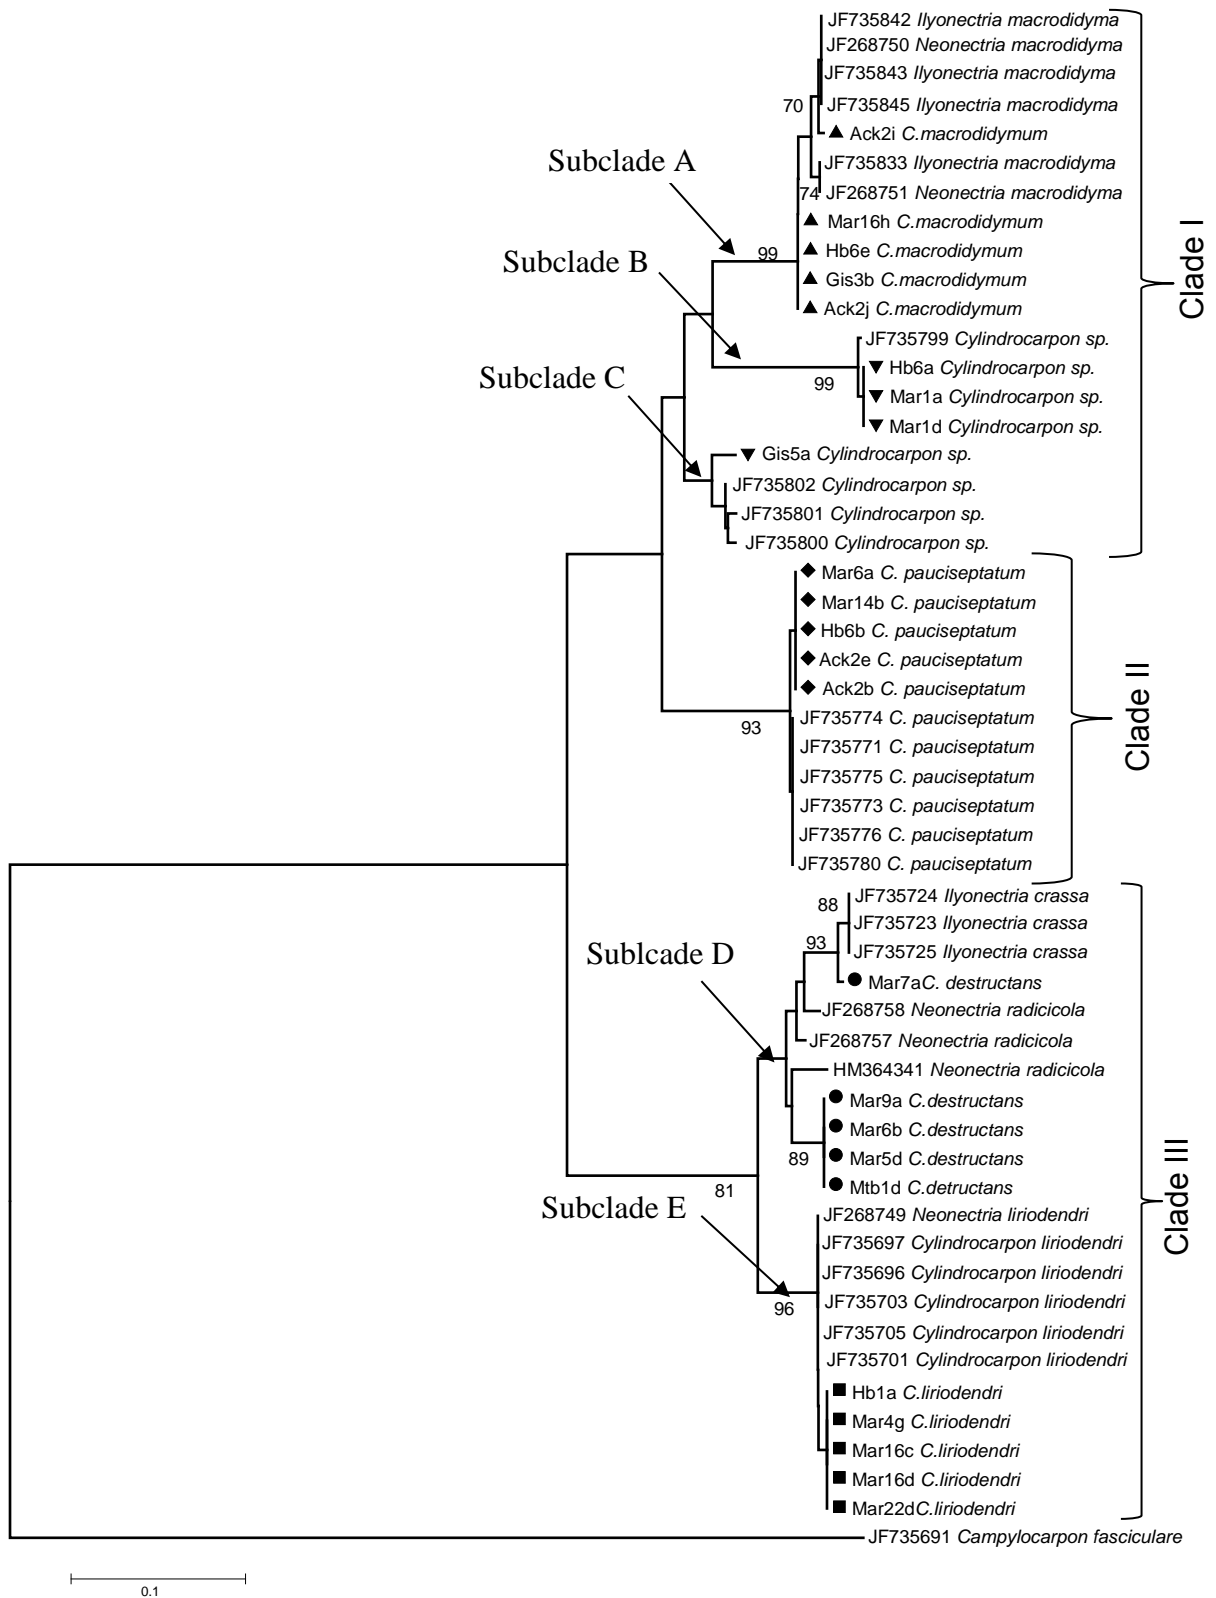 JF735842 Ilyonectria macrodidyma
JF268750 Neonectria macrodidyma
JF735843 Ilyonectria macrodidyma
70
JF735845 Ilyonectria macrodidyma
Ack2i C.macrodidymum
Subclade A
JF735833 Ilyonectria macrodidyma
74
JF268751 Neonectria macrodidyma
Mar16h C.macrodidymum
Clade I
Subclade B
99
Hb6e C.macrodidymum
Gis3b C.macrodidymum
Ack2j C.macrodidymum
JF735799 Cylindrocarpon sp.
Hb6a Cylindrocarpon sp.
Subclade C
99
Mar1a Cylindrocarpon sp.
Mar1d Cylindrocarpon sp.
Gis5a Cylindrocarpon sp.
JF735802 Cylindrocarpon sp.
JF735801 Cylindrocarpon sp.
JF735800 Cylindrocarpon sp.
Mar6a C. pauciseptatum
Mar14b C. pauciseptatum
Hb6b C. pauciseptatum
Ack2e C. pauciseptatum
Ack2b C. pauciseptatum
Clade II
JF735774 C. pauciseptatum
93
JF735771 C. pauciseptatum
JF735775 C. pauciseptatum
JF735773 C. pauciseptatum
JF735776 C. pauciseptatum
JF735780 C. pauciseptatum
JF735724 Ilyonectria crassa
88
JF735723 Ilyonectria crassa
93
Sublcade D
JF735725 Ilyonectria crassa
Mar7aC. destructans
JF268758 Neonectria radicicola
JF268757 Neonectria radicicola
HM364341 Neonectria radicicola
Mar9a C.destructans
Mar6b C.destructans
89
Mar5d C.destructans
Mtb1d C.detructans
81
Clade III
Subclade E
JF268749 Neonectria liriodendri
JF735697 Cylindrocarpon liriodendri
JF735696 Cylindrocarpon liriodendri
96
JF735703 Cylindrocarpon liriodendri
JF735705 Cylindrocarpon liriodendri
JF735701 Cylindrocarpon liriodendri
Hb1a C.liriodendri
Mar4g C.liriodendri
Mar16c C.liriodendri
Mar16d C.liriodendri
Mar22dC.liriodendri
JF735691 Campylocarpon fasciculare
0.1